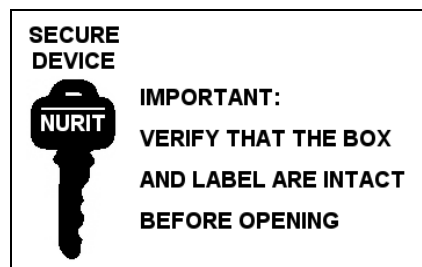 SECURE
DEVICE
NURIT
IMPORTANT:
VERIFY THAT THE BOX
AND LABEL ARE INTACT
BEFORE OPENING